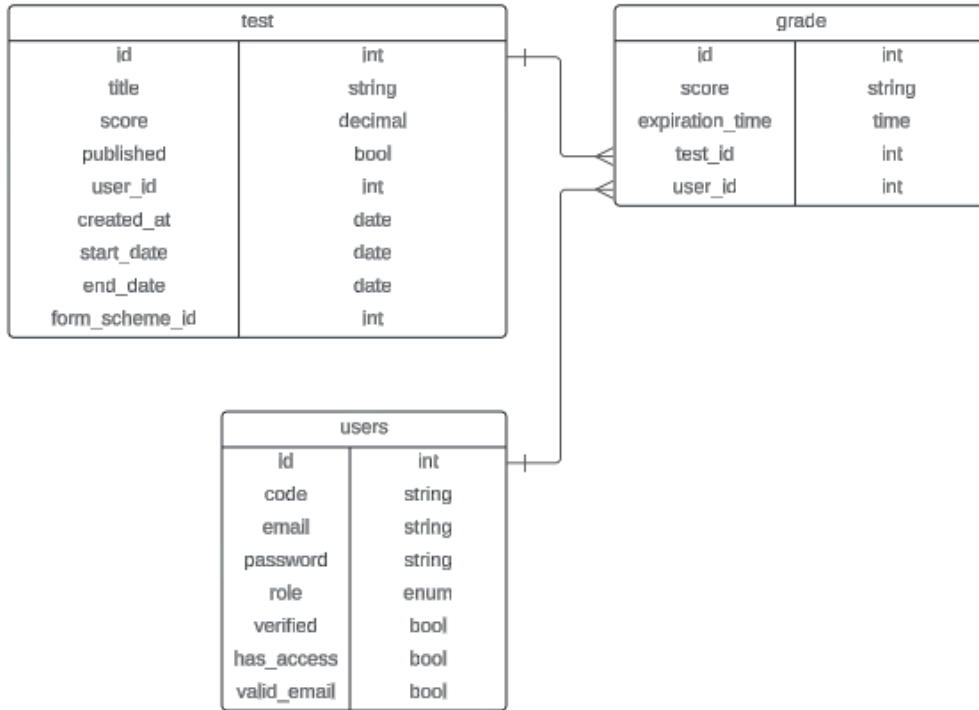 test
id int
title string
score decimal
published bool
user_id int
created_at date
start_date date
end_date date
form_scheme_id int
grade
id int
score string
expiration_time time
test_id int
user_id int
users
id int
code string
email string
password string
role enum
verified bool
has_access bool
valid_email bool